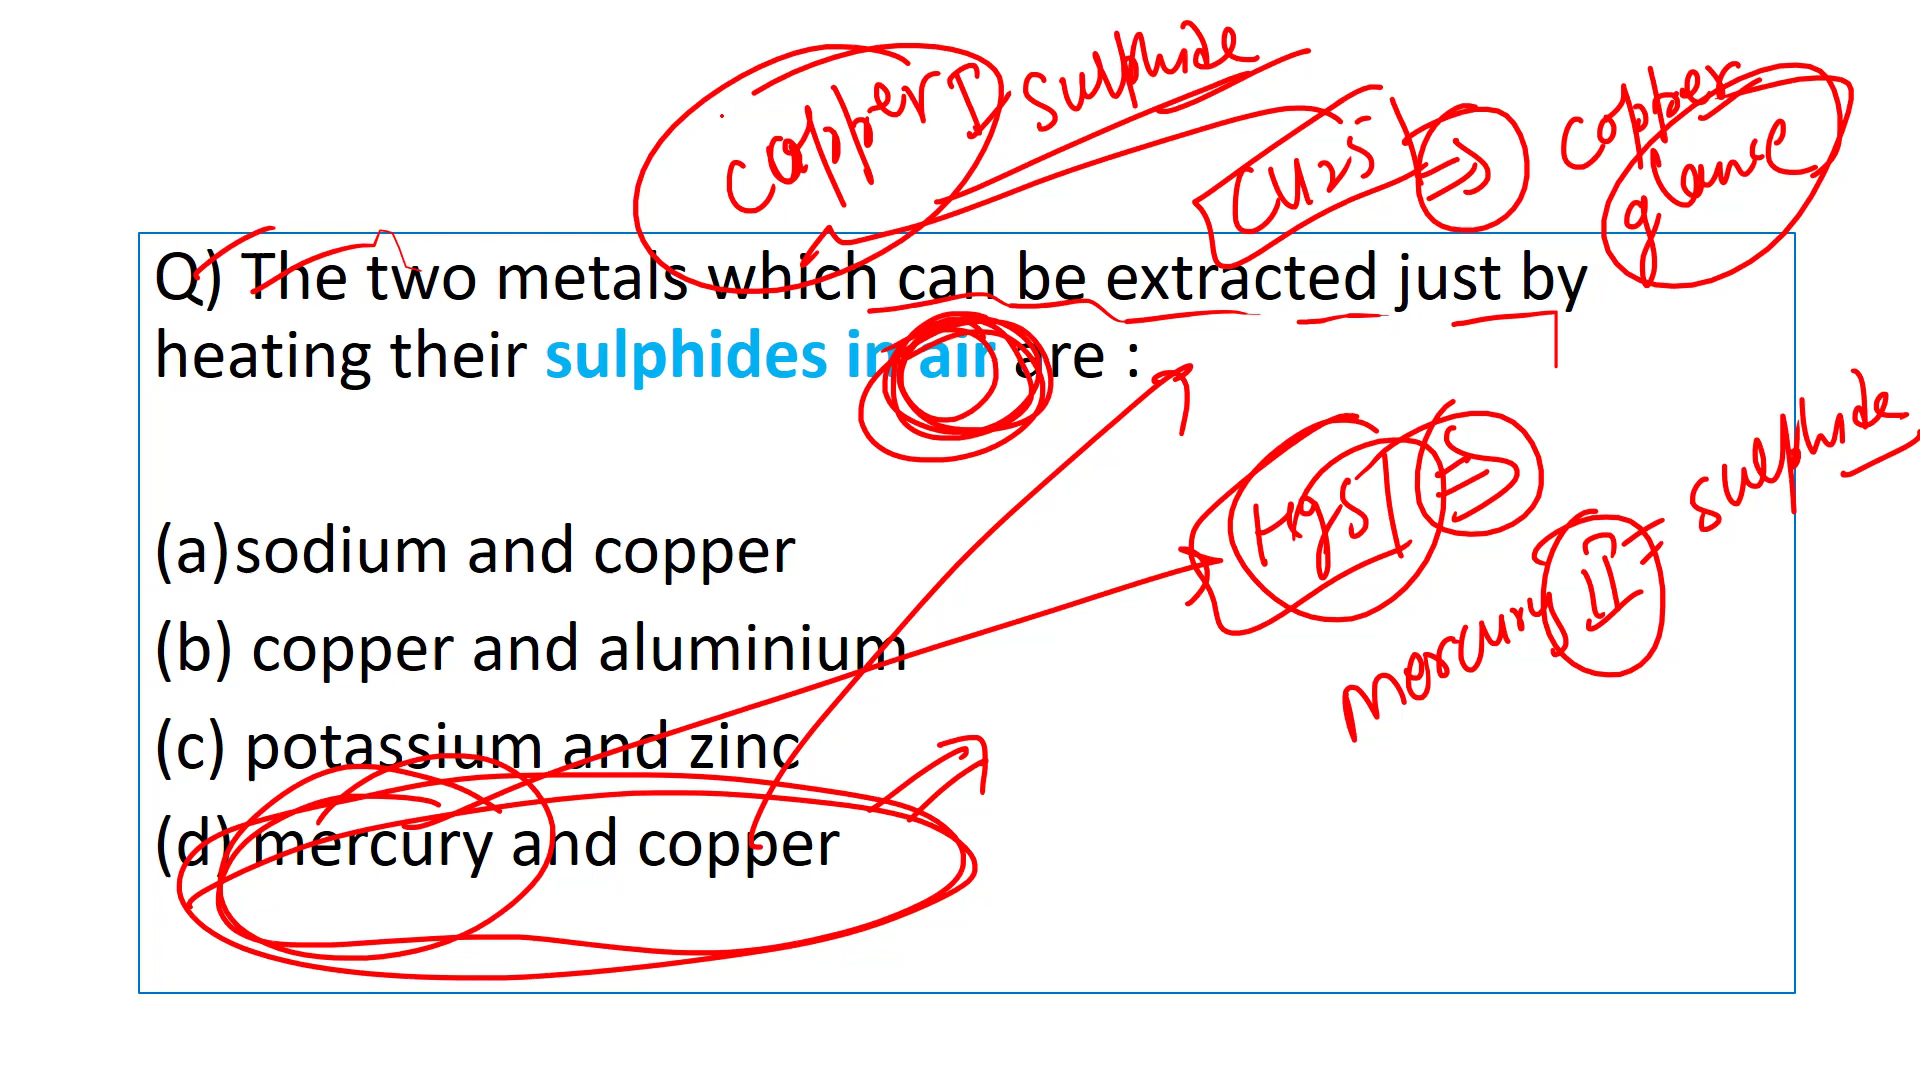 copper I sulphide
Cu2S ⇒ copper glance
Q) The two metals which can be extracted just by
heating their sulphides in air are :
HgS ⇒ mercury II sulphide
(a) sodium and copper
(b) copper and aluminium
(c) potassium and zinc
(d) mercury and copper